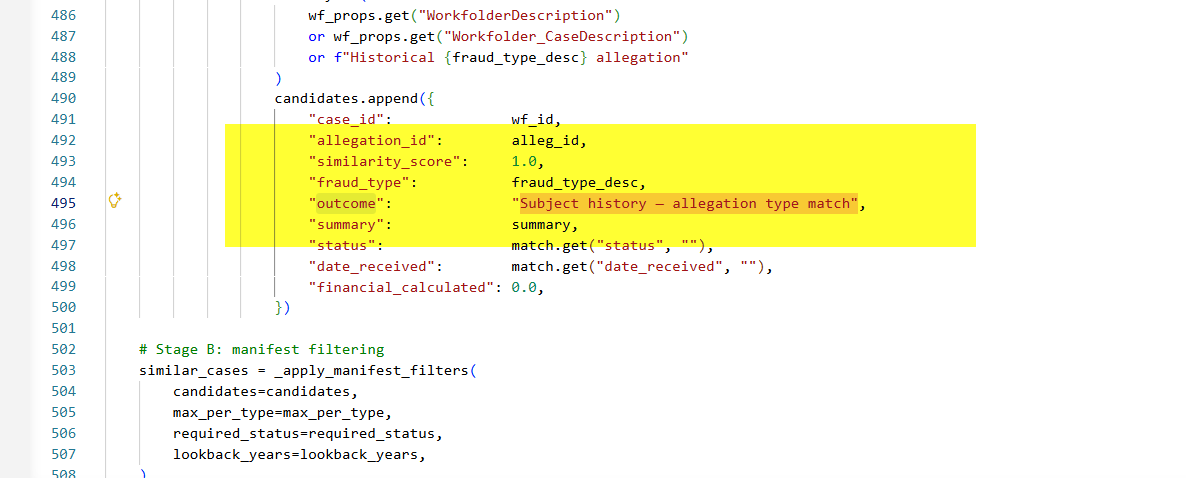 486 wf_props.get("WorkfolderDescription")
487 or wf_props.get("Workfolder_CaseDescription")
488 or f"Historical {fraud_type_desc} allegation"
489 )
490 candidates.append({
491 "case_id": wf_id,
492 "allegation_id": alleg_id,
493 "similarity_score": 1.0,
494 "fraud_type": fraud_type_desc,
495 "outcome": "Subject history — allegation type match",
496 "summary": summary,
497 "status": match.get("status", ""),
498 "date_received": match.get("date_received", ""),
499 "financial_calculated": 0.0,
500 })
501
502 # Stage B: manifest filtering
503 similar_cases = _apply_manifest_filters(
504 candidates=candidates,
505 max_per_type=max_per_type,
506 required_status=required_status,
507 lookback_years=lookback_years,
508 )